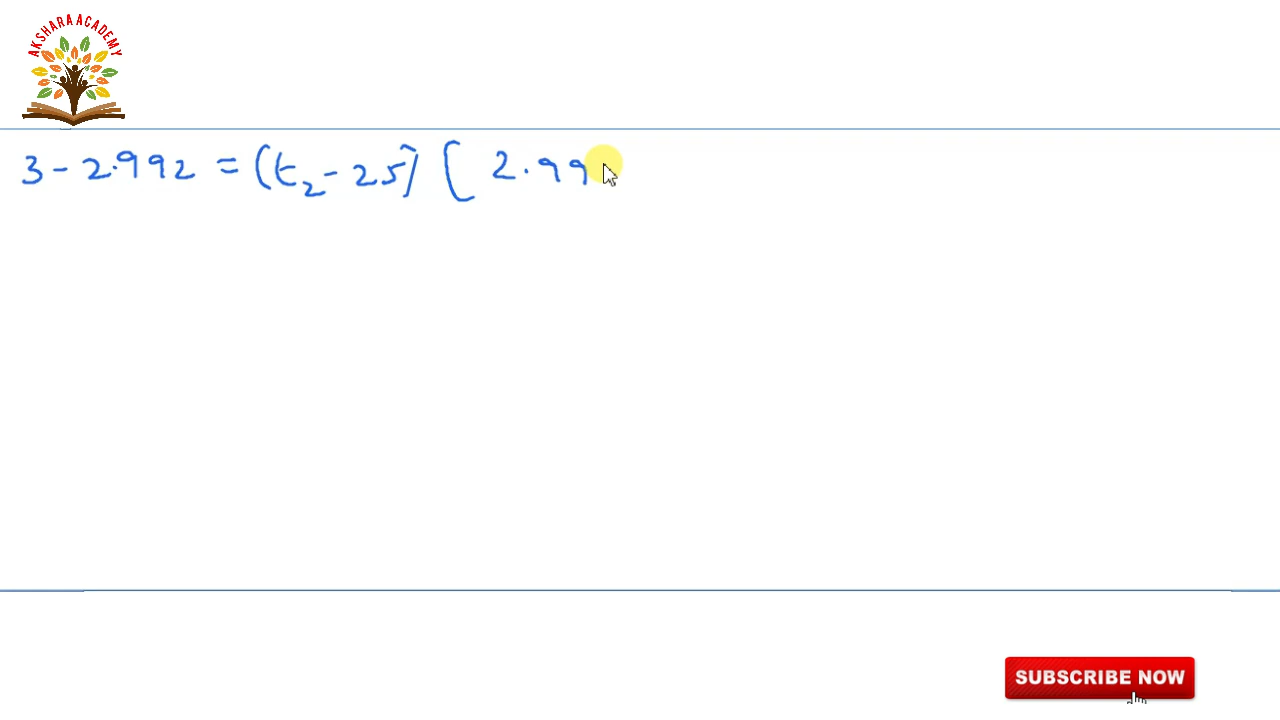 AKSHARA ACADEMY
3 - 2.992 = (t₂ - 25) [ 2.99
SUBSCRIBE NOW